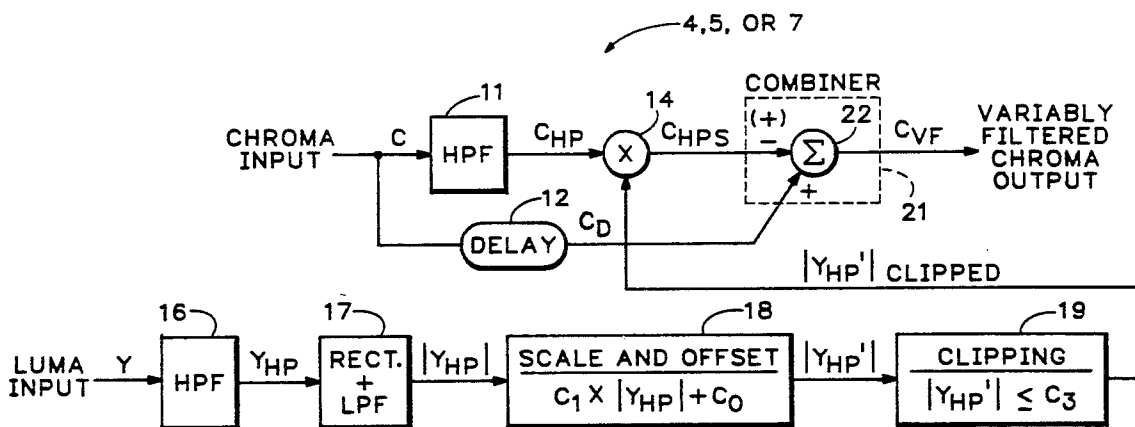 4,5, OR 7
COMBINER
11
14
(+)
22
CHROMA
INPUT
C
HPF
C_HP
X
C_HPS
−
Σ
C_VF
VARIABLY
FILTERED
CHROMA
OUTPUT
+
21
12
DELAY
C_D
|Y_HP'| CLIPPED
16
17
18
19
LUMA
INPUT
Y
HPF
Y_HP
RECT.
+
LPF
|Y_HP|
SCALE AND OFFSET
C_1 X |Y_HP|+C_0
|Y_HP'|
CLIPPING
|Y_HP'| ≤ C_3